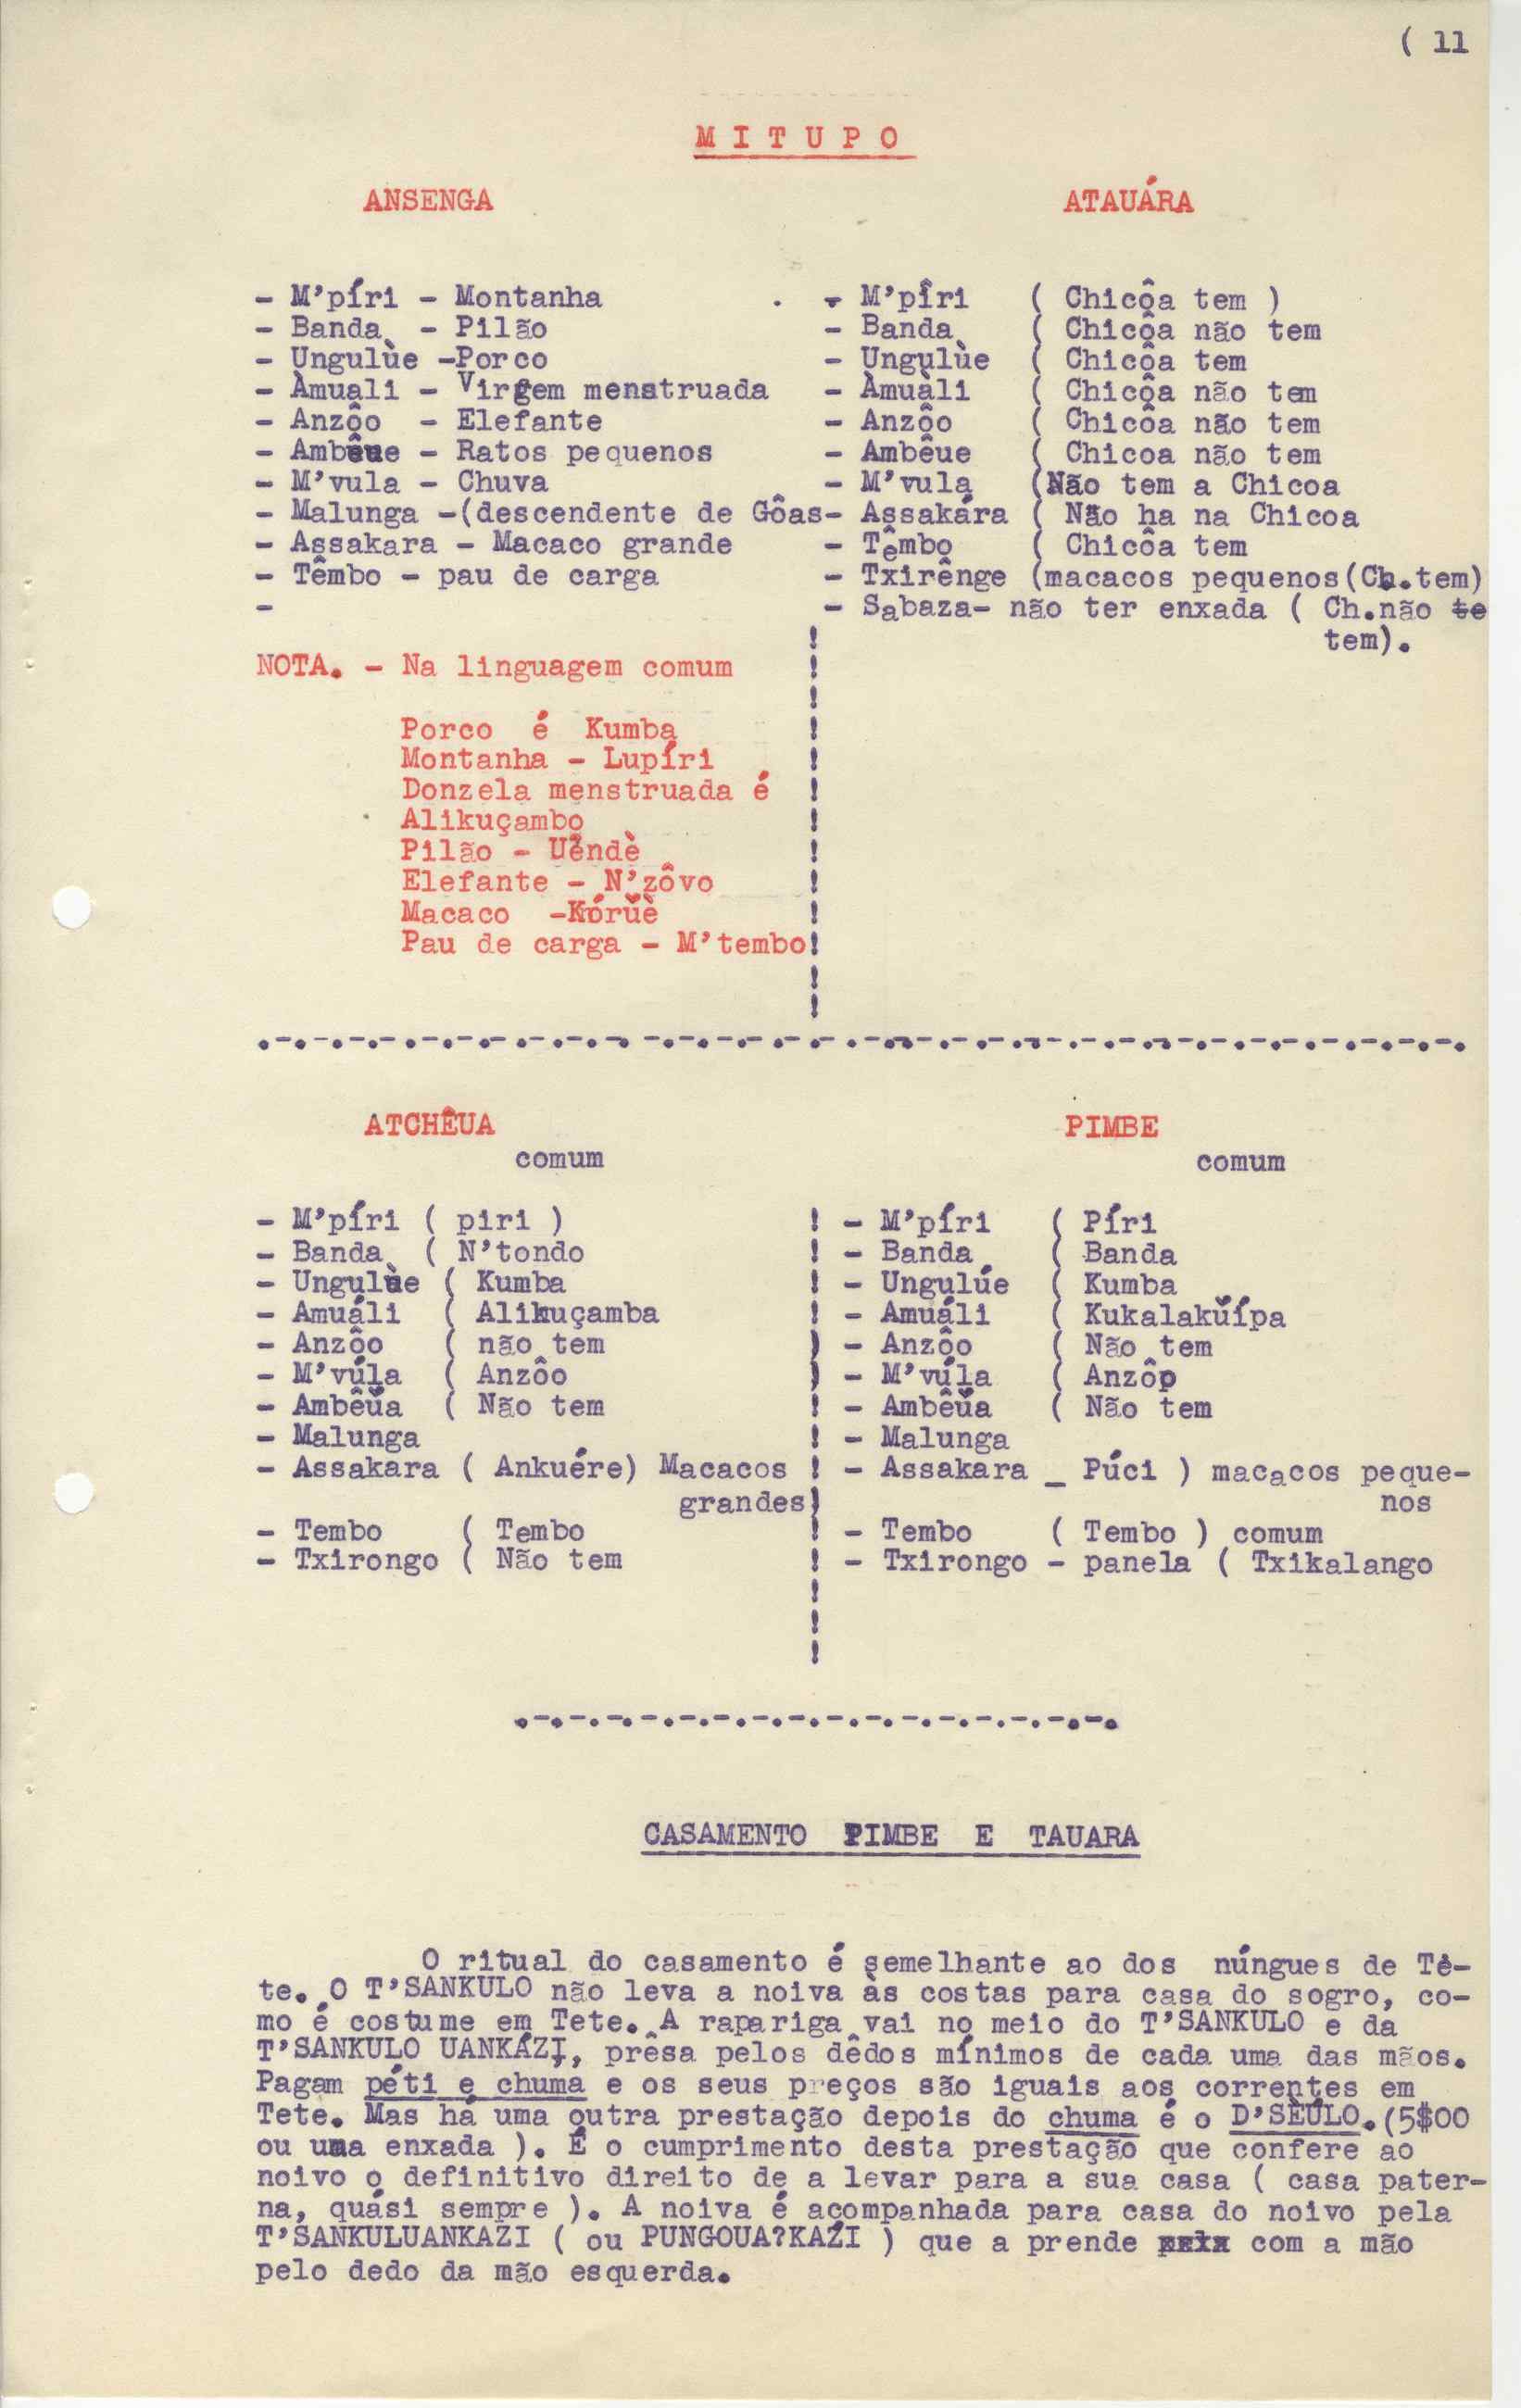 ( 11
M I T U P O
ANSENGA
- M'píri - Montanha
- Banda - Pilão
- Ungulùe -Porco
- Àmuali - Virgem menstruada
- Anzôo - Elefante
- Ambêue - Ratos pequenos
- M'vula - Chuva
- Malunga -(descendente de Gôas-
- Assakara - Macaco grande
- Têmbo - pau de carga
-
NOTA. - Na linguagem comum
Porco é Kumba
Montanha - Lupíri
Donzela menstruada é
Alikuçambo
Pilão - Uêndè
Elefante - N'zôvo
Macaco -Kórŭè
Pau de carga - M'tembo
ATAUÁRA
- M'pîri ( Chicôa tem )
- Banda ( Chicôa não tem
- Ungulùe ( Chicôa tem
- Àmuàli ( Chicôa não tem
- Anzôo ( Chicôa não tem
- Ambêue ( Chicoa não tem
- M'vula (Não tem a Chicoa
- Assakára ( Não ha na Chicoa
- Têmbo ( Chicôa tem
- Txirênge (macacos pequenos(Ch.tem)
- Sabaza- não ter enxada ( Ch.não te
tem).
ATCHÊUA
comum
- M'píri ( piri )
- Banda ( N'tondo
- Ungulùe ( Kumba
- Amuáli ( Alikuçamba
- Anzôo ( não tem
- M'vúla ( Anzôo
- Ambêŭa ( Não tem
- Malunga
- Assakara ( Ankuére) Macacos
grandes
- Tembo ( Tembo
- Txirongo ( Não tem
PIMBE
comum
- M'píri ( Píri
- Banda ( Banda
- Ungulúe ( Kumba
- Amuáli ( Kukalakŭípa
- Anzôo ( Não tem
- M'vúla ( Anzôp
- Ambêŭa ( Não tem
- Malunga
- Assakara _ Púci ) macacos peque-
nos
- Tembo ( Tembo ) comum
- Txirongo - panela ( Txikalango
CASAMENTO PIMBE E TAUARA
O ritual do casamento é semelhante ao dos núngues de Tê-
te. O T'SANKULO não leva a noiva às costas para casa do sogro, co-
mo é costume em Tete. A rapariga vai no meio do T'SANKULO e da
T'SANKULO UANKÁZI, prêsa pelos dêdos mínimos de cada uma das mãos.
Pagam péti e chuma e os seus preços são iguais aos correntes em
Tete. Mas há uma outra prestação depois do chuma é o D'SÈÚLO.(5$00
ou uma enxada ). É o cumprimento desta prestação que confere ao
noivo o definitivo direito de a levar para a sua casa ( casa pater-
na, quási sempre ). A noiva é acompanhada para casa do noivo pela
T'SANKULUANKAZI ( ou PUNGOUA?KAZI ) que a prende com a mão
pelo dedo da mão esquerda.